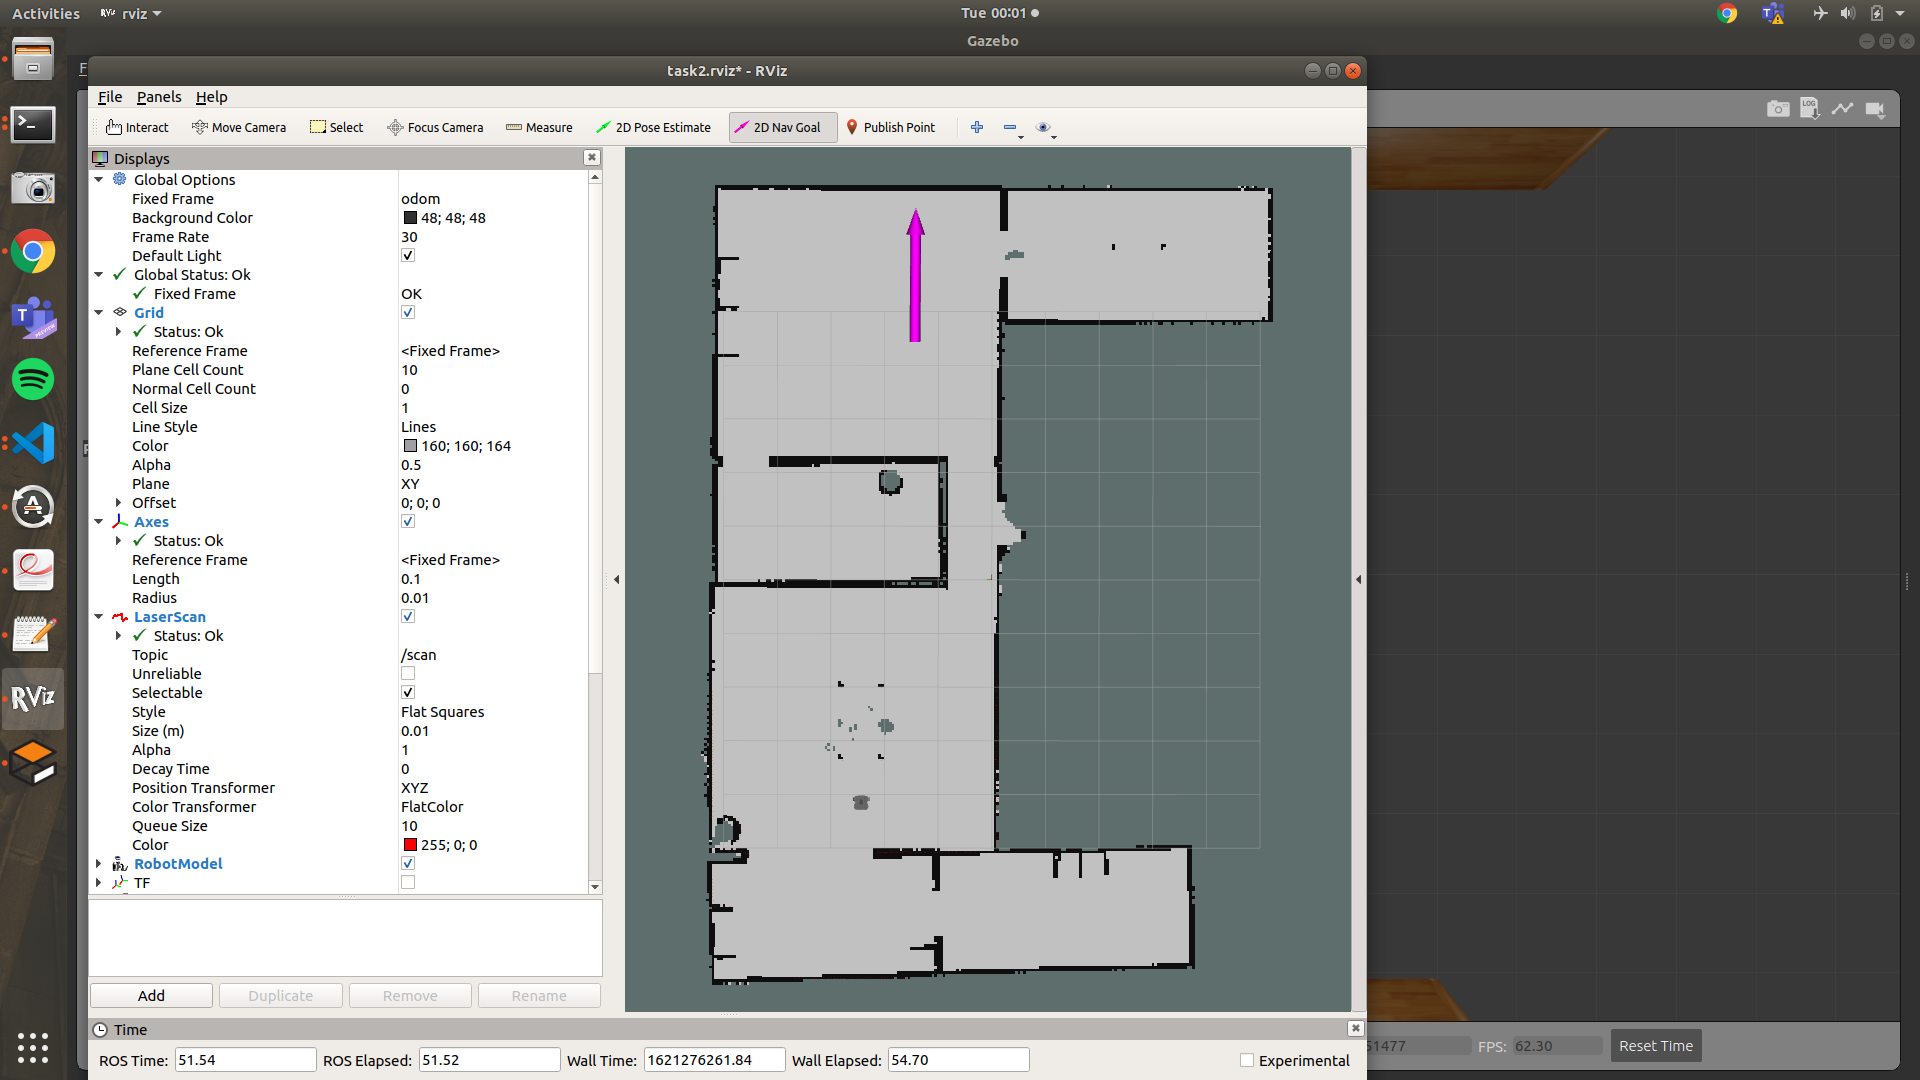 Activities
RViz
rviz
Tue 00:01
Gazebo
F
task2.rviz* - RViz
File
Panels
Help
Interact
Move Camera
Select
Focus Camera
Measure
2D Pose Estimate
2D Nav Goal
Publish Point
LOG
Displays
Global Options
Fixed Frame odom
Background Color 48; 48; 48
Frame Rate 30
Default Light
Global Status: Ok
Fixed Frame OK
Grid
Status: Ok
Reference Frame <Fixed Frame>
Plane Cell Count 10
Normal Cell Count 0
Cell Size 1
Line Style Lines
Color 160; 160; 164
Alpha 0.5
Plane XY
Offset 0; 0; 0
Axes
Status: Ok
Reference Frame <Fixed Frame>
Length 0.1
Radius 0.01
LaserScan
Status: Ok
Topic /scan
Unreliable
Selectable
Style Flat Squares
Size (m) 0.01
Alpha 1
Decay Time 0
Position Transformer XYZ
Color Transformer FlatColor
Queue Size 10
Color 255; 0; 0
RobotModel
TF
PREVIEW
RViz
Add
Duplicate
Remove
Rename
Time
ROS Time: 51.54
ROS Elapsed: 51.52
Wall Time: 1621276261.84
Wall Elapsed: 54.70
Experimental
51477
FPS: 62.30
Reset Time